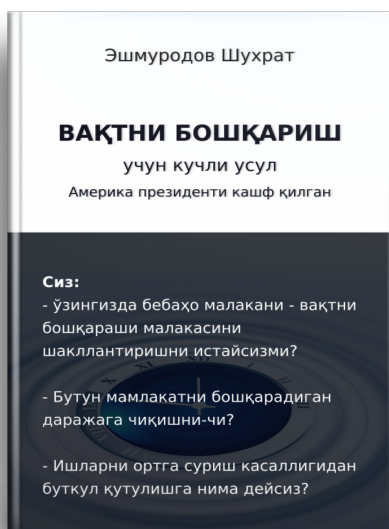 Эшмуродов Шухрат
ВАҚТНИ БОШҚАРИШ
учун кучли усул
Америка президенти кашф қилган
Сиз:
- ўзингизда бебаҳо малакани - вақтни
бошқараши малакасини
шакллантиришни истайсизми?
- Бутун мамлакатни бошқарадиган
даражага чиқишни-чи?
- Ишларни ортга суриш касаллигидан
буткул қутулишга нима дейсиз?